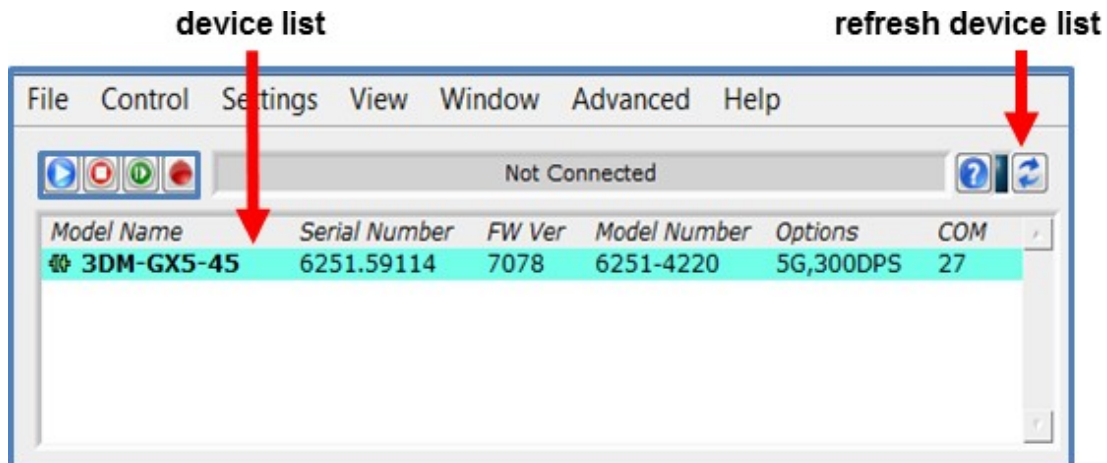 device list refresh device list
File Control Settings View Window Advanced Help
Not Connected
Model Name Serial Number FW Ver Model Number Options COM
3DM-GX5-45 6251.59114 7078 6251-4220 5G,300DPS 27